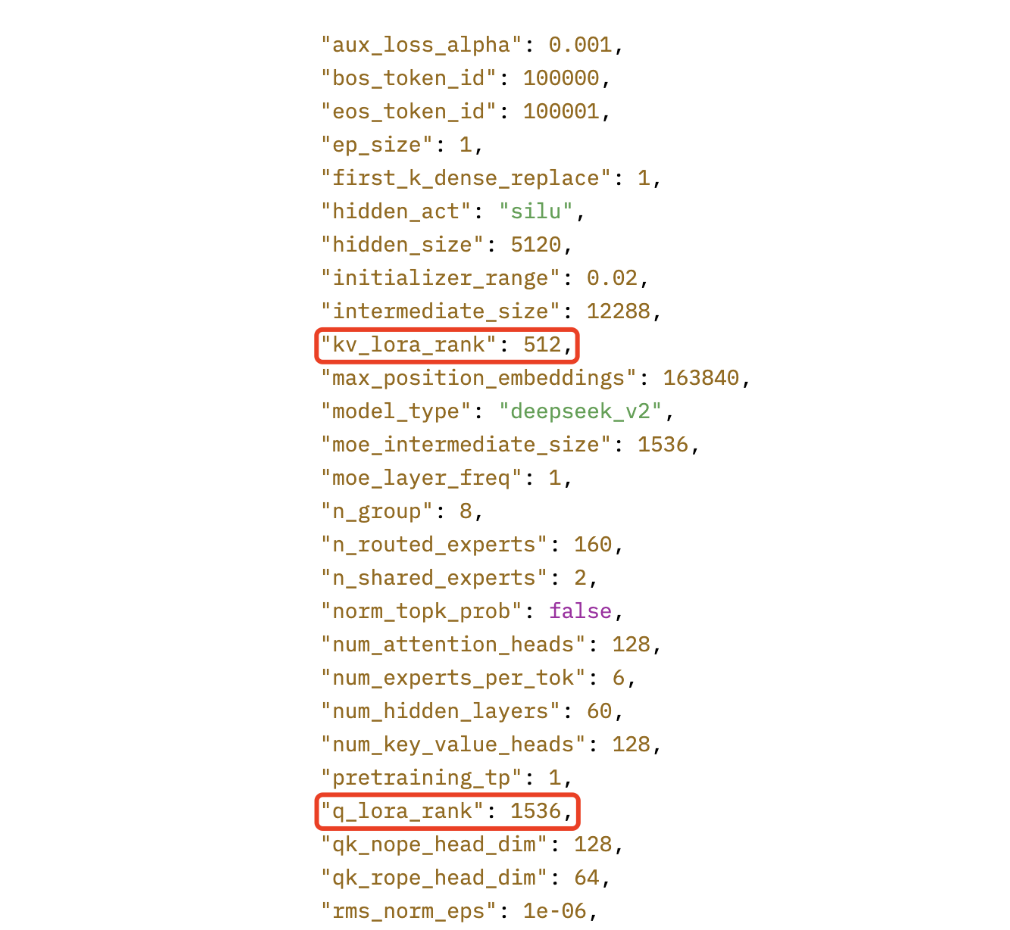 "aux_loss_alpha": 0.001,
"bos_token_id": 100000,
"eos_token_id": 100001,
"ep_size": 1,
"first_k_dense_replace": 1,
"hidden_act": "silu",
"hidden_size": 5120,
"initializer_range": 0.02,
"intermediate_size": 12288,
"kv_lora_rank": 512,
"max_position_embeddings": 163840,
"model_type": "deepseek_v2",
"moe_intermediate_size": 1536,
"moe_layer_freq": 1,
"n_group": 8,
"n_routed_experts": 160,
"n_shared_experts": 2,
"norm_topk_prob": false,
"num_attention_heads": 128,
"num_experts_per_tok": 6,
"num_hidden_layers": 60,
"num_key_value_heads": 128,
"pretraining_tp": 1,
"q_lora_rank": 1536,
"qk_nope_head_dim": 128,
"qk_rope_head_dim": 64,
"rms_norm_eps": 1e-06,